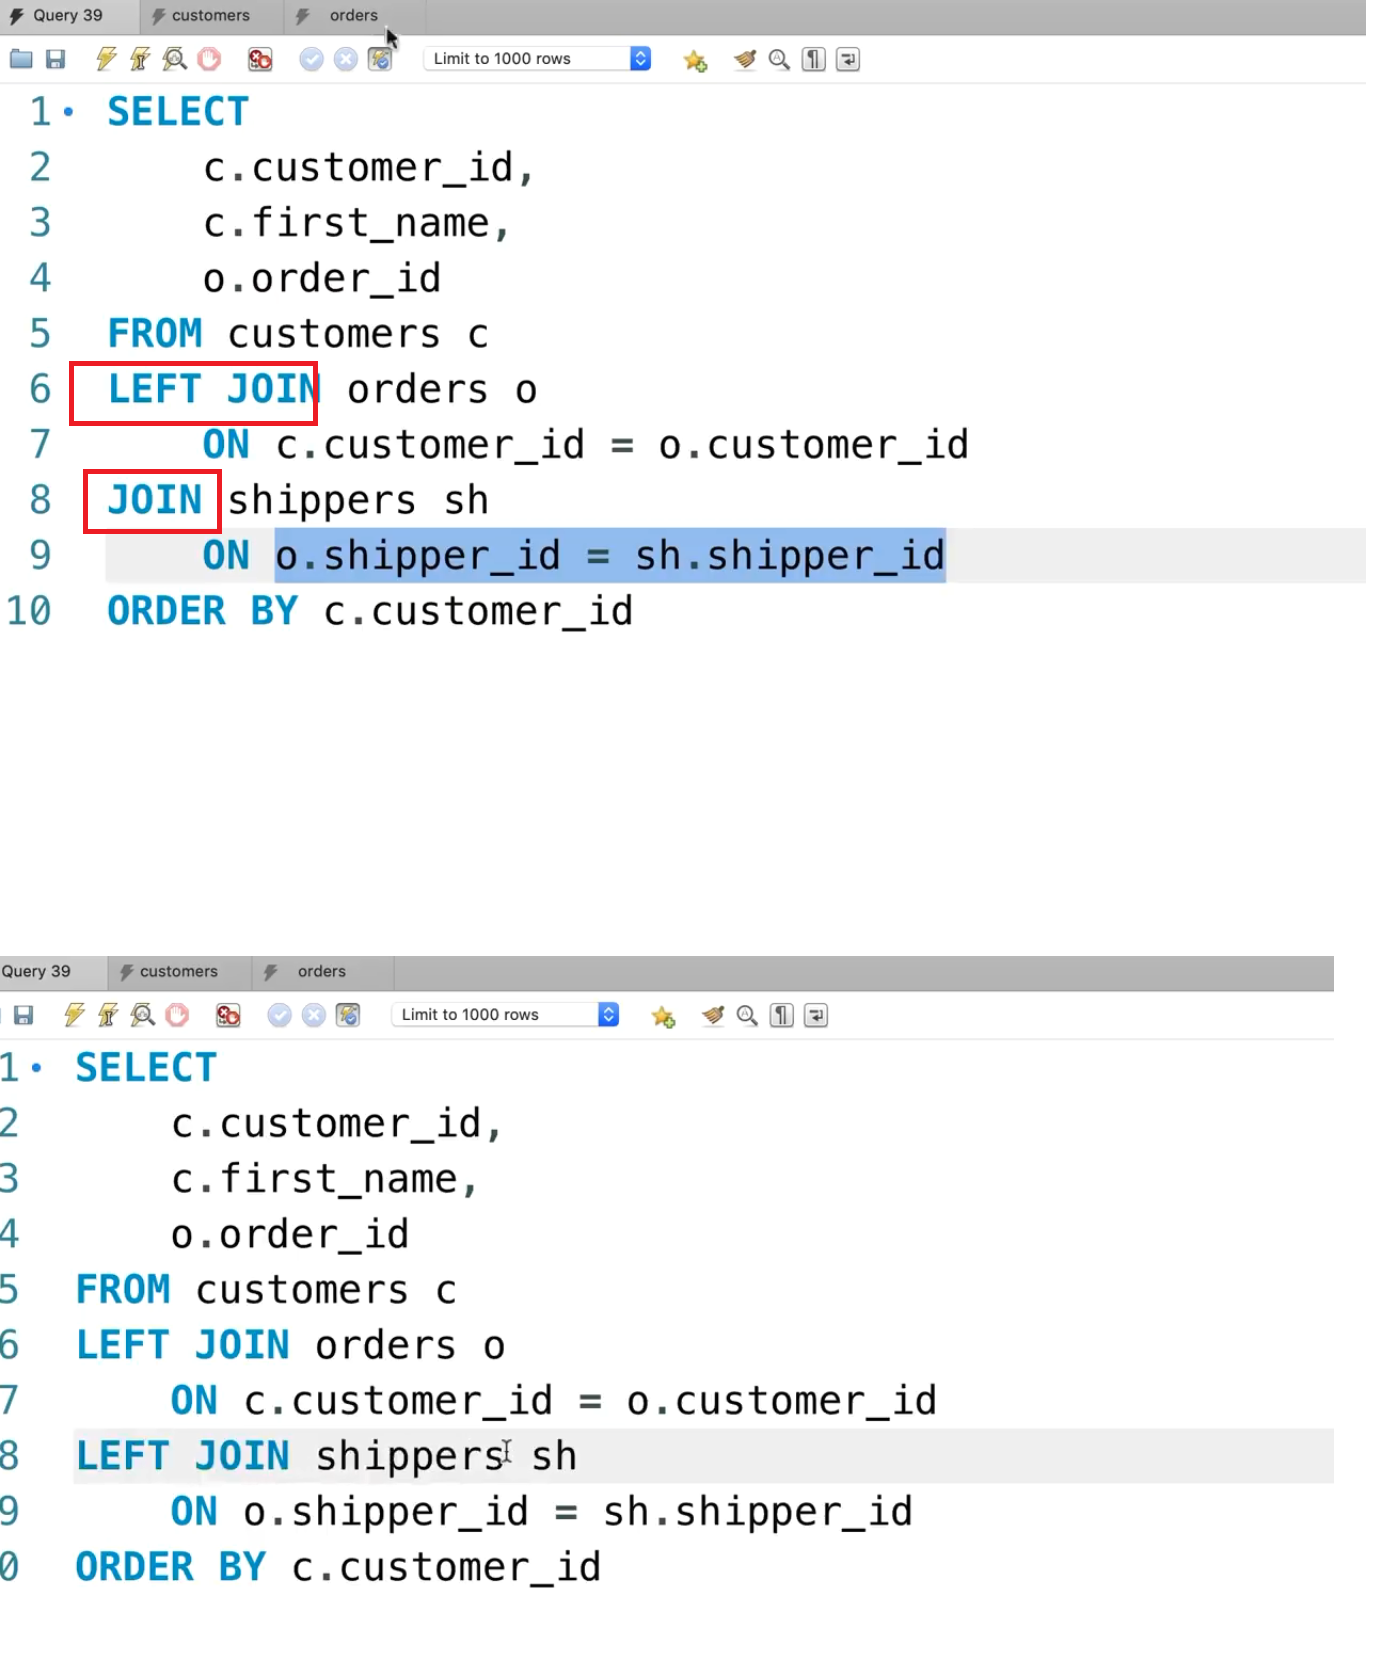 Query 39 customers orders
Limit to 1000 rows
1 SELECT
2 c.customer_id,
3 c.first_name,
4 o.order_id
5 FROM customers c
6 LEFT JOIN orders o
7 ON c.customer_id = o.customer_id
8 JOIN shippers sh
9 ON o.shipper_id = sh.shipper_id
10 ORDER BY c.customer_id
Query 39 customers orders
Limit to 1000 rows
1 SELECT
2 c.customer_id,
3 c.first_name,
4 o.order_id
5 FROM customers c
6 LEFT JOIN orders o
7 ON c.customer_id = o.customer_id
8 LEFT JOIN shippers sh
9 ON o.shipper_id = sh.shipper_id
0 ORDER BY c.customer_id